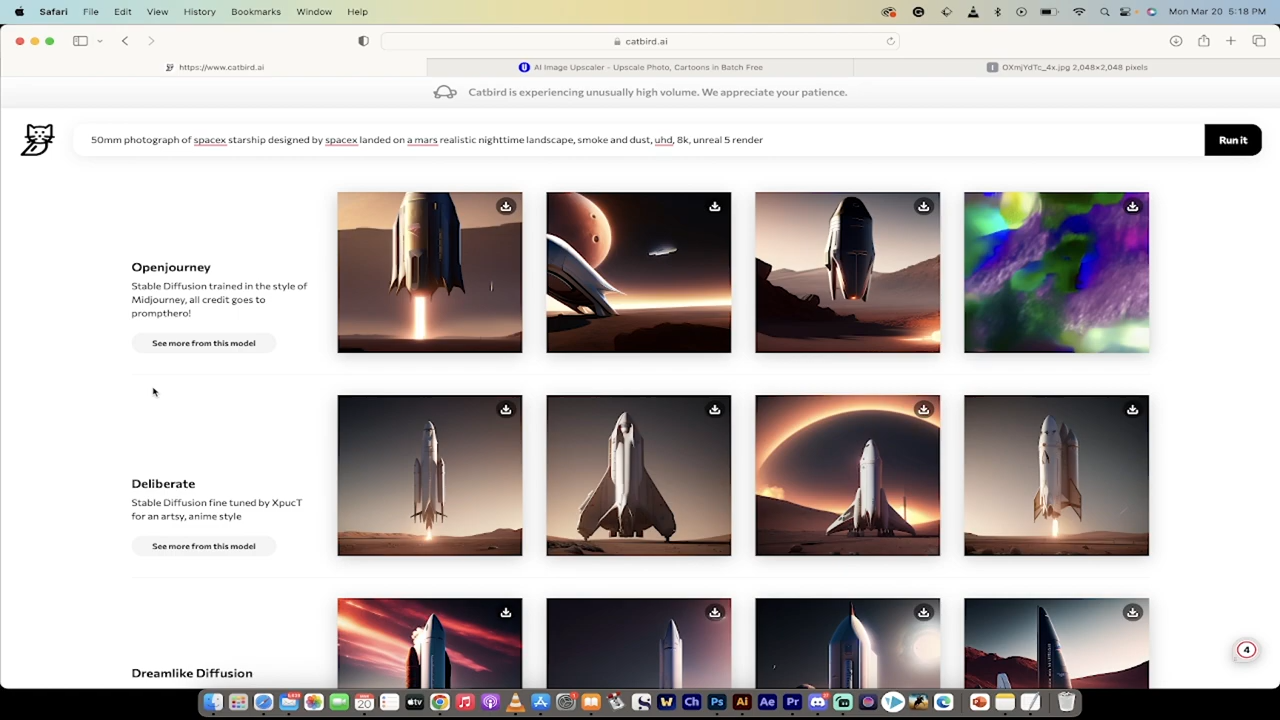 Safari File Edit View History Bookmarks Window Help Mon Mar 20 5:18 PM
catbird.ai
https://www.catbird.ai AI Image Upscaler - Upscale Photo, Cartoons in Batch Free OXmjYdTc_4x.jpg 2,048×2,048 pixels
Catbird is experiencing unusually high volume. We appreciate your patience.
50mm photograph of spacex starship designed by spacex landed on a mars realistic nighttime landscape, smoke and dust, uhd, 8k, unreal 5 render Run it
Openjourney
Stable Diffusion trained in the style of
Midjourney, all credit goes to
prompthero!
See more from this model
Deliberate
Stable Diffusion fine tuned by XpucT
for an artsy, anime style
See more from this model
4
Dreamlike Diffusion